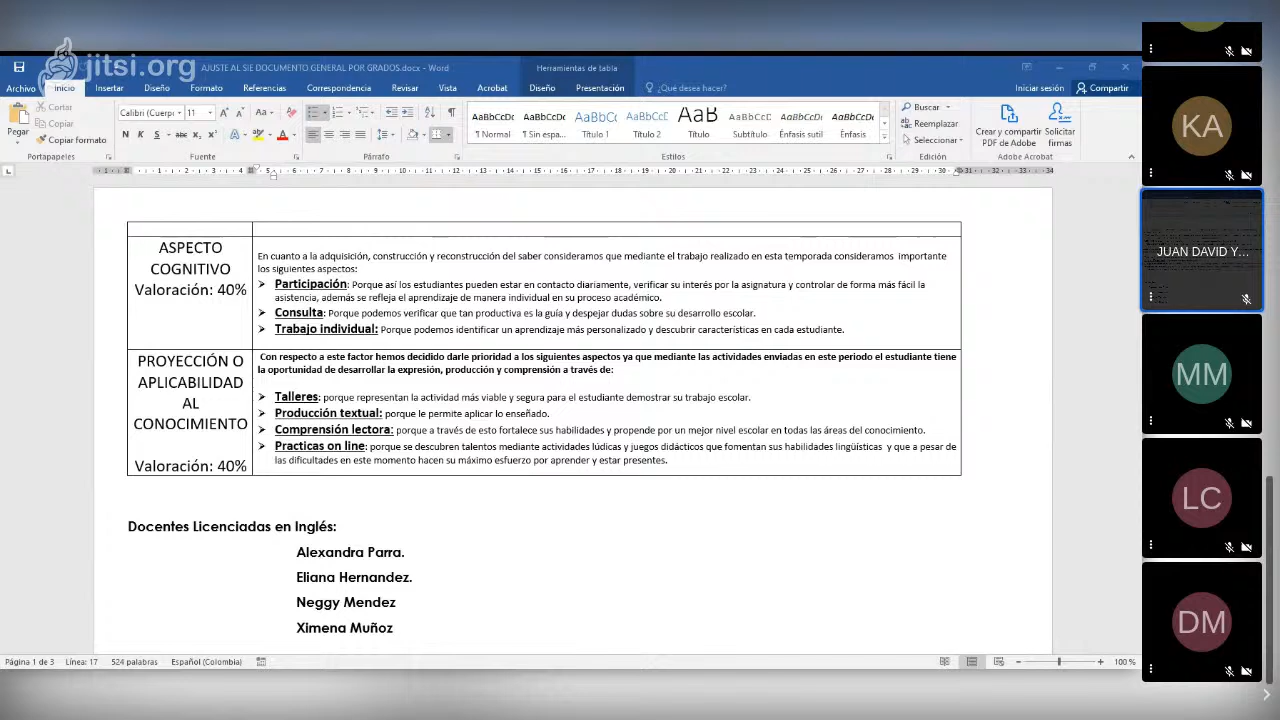 jitsi.org
AJUSTE AL SIE DOCUMENTO GENERAL POR GRADOS.docx - Word
Herramientas de tabla
Archivo Inicio Insertar Diseño Formato Referencias Correspondencia Revisar Vista Acrobat Diseño Presentación ¿Qué desea hacer? Iniciar sesión Compartir
Pegar
Cortar
Copiar
Copiar formato
Calibri (Cuerpo 11
N K S abc x₂ x²
AaBbCcDc AaBbCcDc AaBbCc AaBbCcD AaB AaBbCcD AaBbCcDc AaBbCcDc
¶ Normal ¶ Sin espa... Título 1 Título 2 Título Subtítulo Énfasis sutil Énfasis
Buscar
Reemplazar
Seleccionar
Crear y compartir PDF de Adobe
Solicitar firmas
Portapapeles Fuente Párrafo Estilos Edición Adobe Acrobat
ASPECTO
COGNITIVO
Valoración: 40%
En cuanto a la adquisición, construcción y reconstrucción del saber consideramos que mediante el trabajo realizado en esta temporada consideramos importante
los siguientes aspectos:
Participación: Porque así los estudiantes pueden estar en contacto diariamente, verificar su interés por la asignatura y controlar de forma más fácil la
asistencia, además se refleja el aprendizaje de manera individual en su proceso académico.
Consulta: Porque podemos verificar que tan productiva es la guía y despejar dudas sobre su desarrollo escolar.
Trabajo individual: Porque podemos identificar un aprendizaje más personalizado y descubrir características en cada estudiante.
PROYECCIÓN O
APLICABILIDAD
AL
CONOCIMIENTO
Valoración: 40%
Con respecto a este factor hemos decidido darle prioridad a los siguientes aspectos ya que mediante las actividades enviadas en este periodo el estudiante tiene
la oportunidad de desarrollar la expresión, producción y comprensión a través de:
Talleres: porque representan la actividad más viable y segura para el estudiante demostrar su trabajo escolar.
Producción textual: porque le permite aplicar lo enseñado.
Comprensión lectora: porque a través de esto fortalece sus habilidades y propende por un mejor nivel escolar en todas las áreas del conocimiento.
Practicas on line: porque se descubren talentos mediante actividades lúdicas y juegos didácticos que fomentan sus habilidades lingüísticas y que a pesar de
las dificultades en este momento hacen su máximo esfuerzo por aprender y estar presentes.
Docentes Licenciadas en Inglés:
Alexandra Parra.
Eliana Hernandez.
Neggy Mendez
Ximena Muñoz
Página 1 de 3 Línea: 17 524 palabras Español (Colombia) 100 %
KA
JUAN DAVID Y...
MM
LC
DM